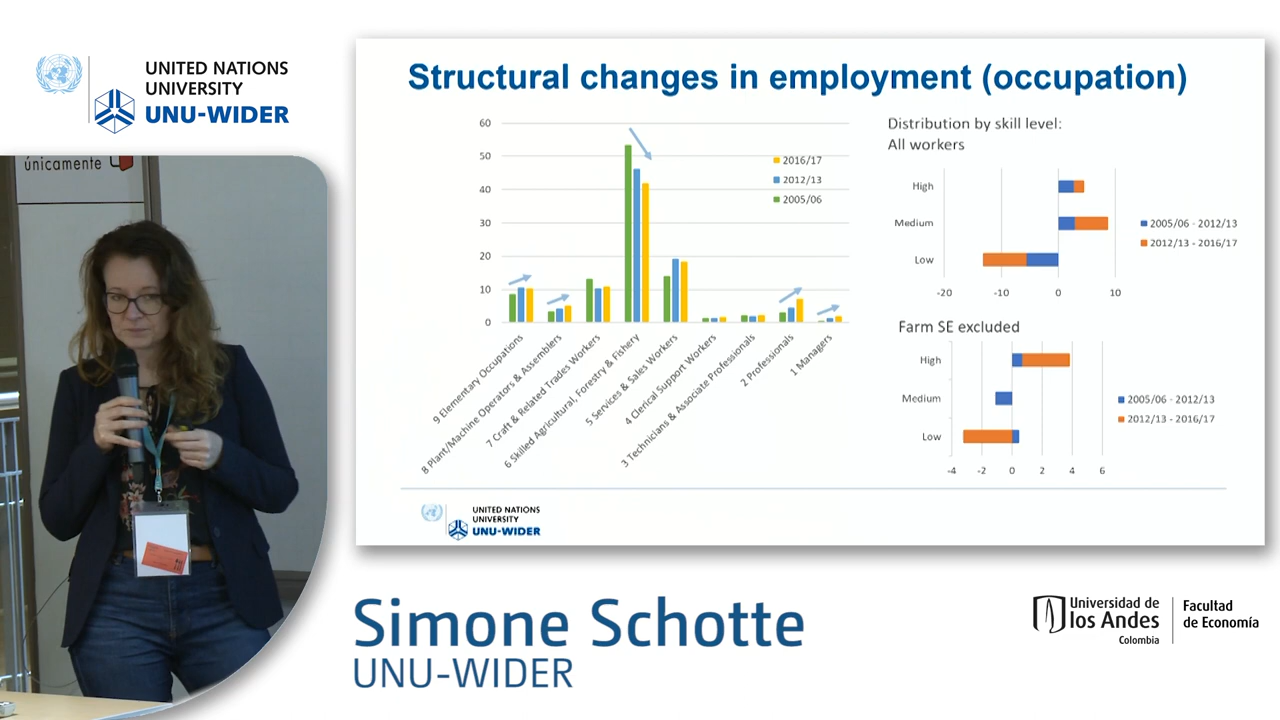 UNITED NATIONS
UNIVERSITY
UNU-WIDER
únicamente
Structural changes in employment (occupation)
60
50
40
30
20
10
0
2016/17
2012/13
2005/06
9 Elementary Occupations
8 Plant/Machine Operators & Assemblers
7 Craft & Related Trades Workers
6 Skilled Agricultural, Forestry & Fishery
5 Services & Sales Workers
4 Clerical Support Workers
3 Technicians & Associate Professionals
2 Professionals
1 Managers
Distribution by skill level:
All workers
High
Medium
Low
-20 -10 0 10
2005/06 - 2012/13
2012/13 - 2016/17
Farm SE excluded
High
Medium
Low
-4 -2 0 2 4 6
2005/06 - 2012/13
2012/13 - 2016/17
UNITED NATIONS
UNIVERSITY
UNU-WIDER
Simone Schotte
UNU-WIDER
Universidad de
los Andes
Colombia
Facultad
de Economía